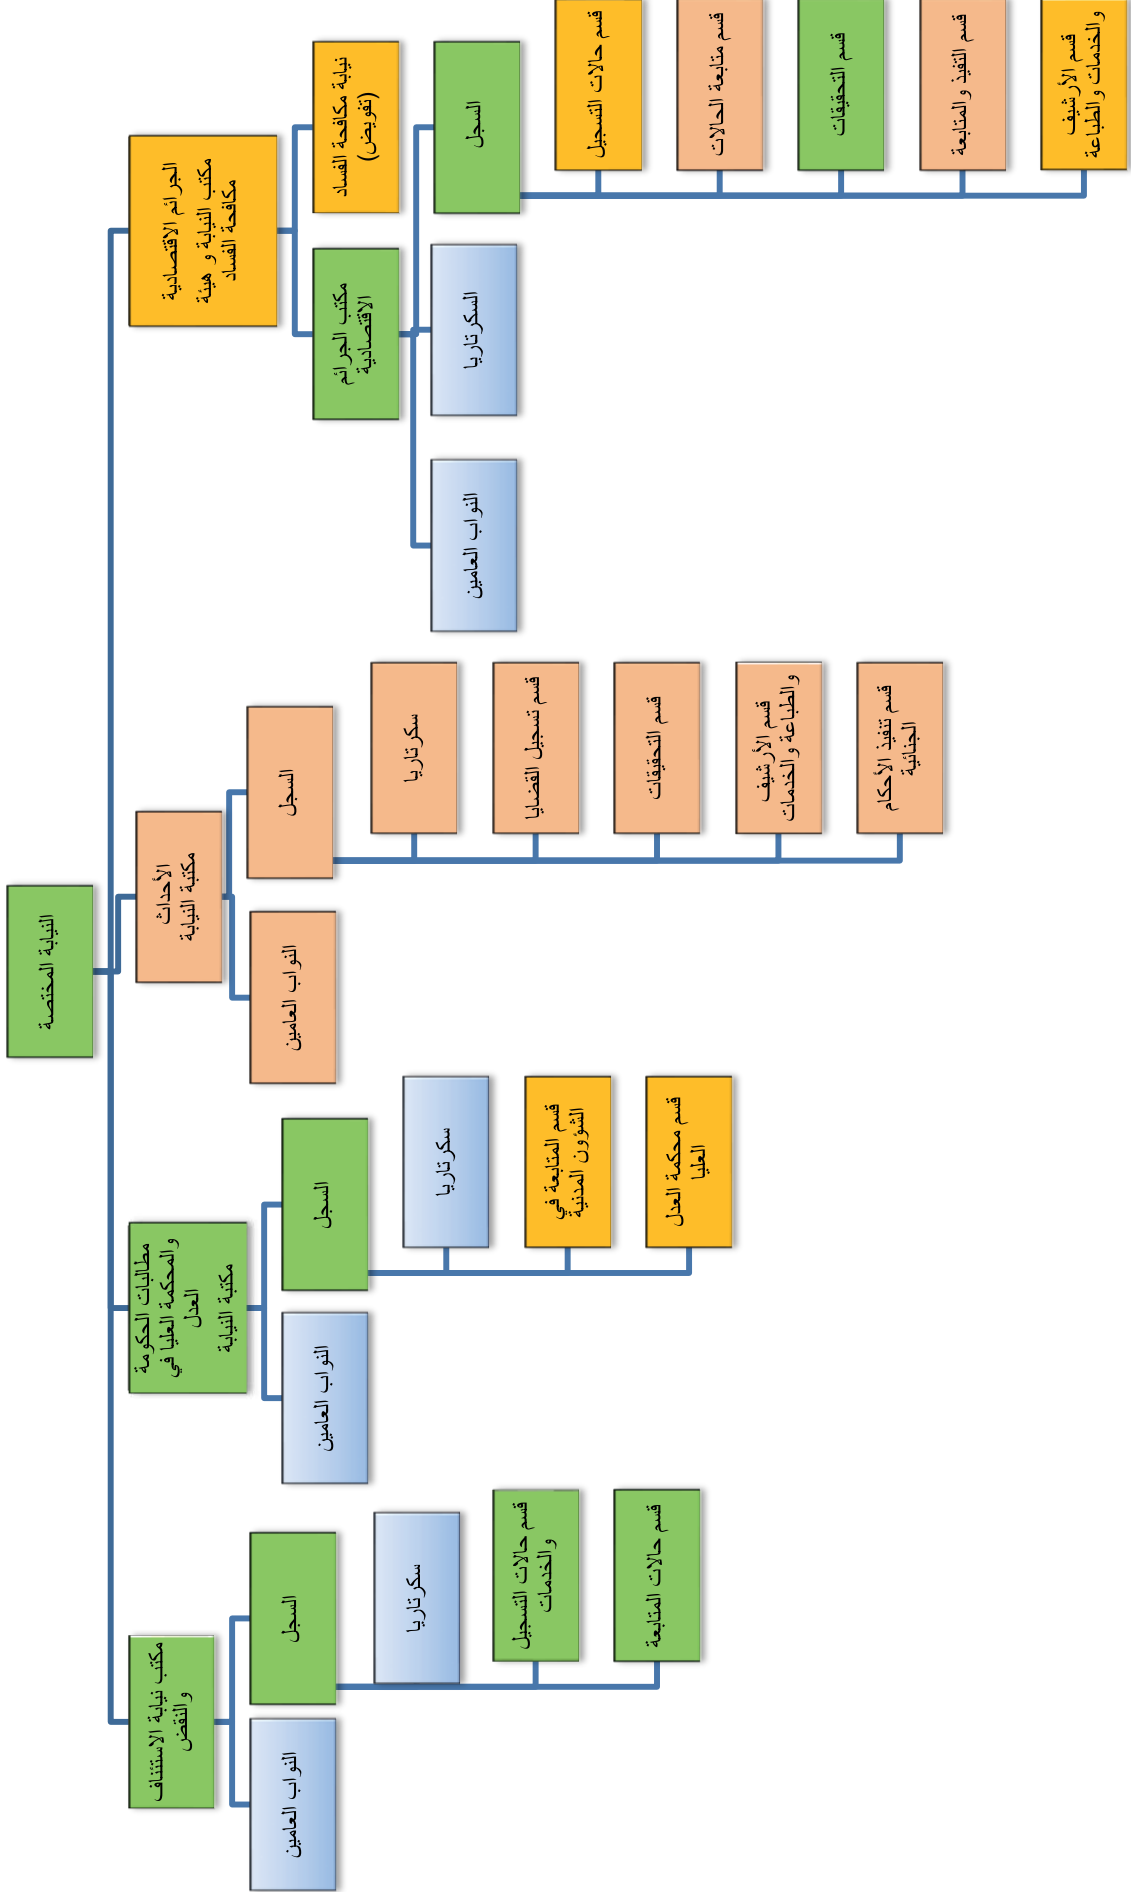 النيابة المختصة
الجرائم الاقتصادية
مكتب النيابة و هيئة
مكافحة الفساد
نيابة مكافحة الفساد
(تفويض)
مكتب الجرائم
الاقتصادية
السجل
السكرتاريا
النواب العامين
قسم حالات التسجيل
قسم متابعة الحالات
قسم التحقيقات
قسم التفيذ والمتابعة
قسم الأرشيف
والخدمات والطباعة
الأحداث
مكتبة النيابة
السجل
النواب العامين
سكرتاريا
قسم تسجيل القضايا
قسم التحقيقات
قسم الأرشيف
والطباعة والخدمات
قسم تنفيذ الأحكام
الجنائية
مطالبات الحكومة
والمحكمة العليا في
العدل
مكتبة النيابة
السجل
النواب العامين
سكرتاريا
قسم المتابعة في
الشؤون المدنية
قسم محكمة العدل
العليا
مكتب نيابة الاستئناف
والنقض
السجل
النواب العامين
سكرتاريا
قسم حالات التسجيل
والخدمات
قسم حالات المتابعة